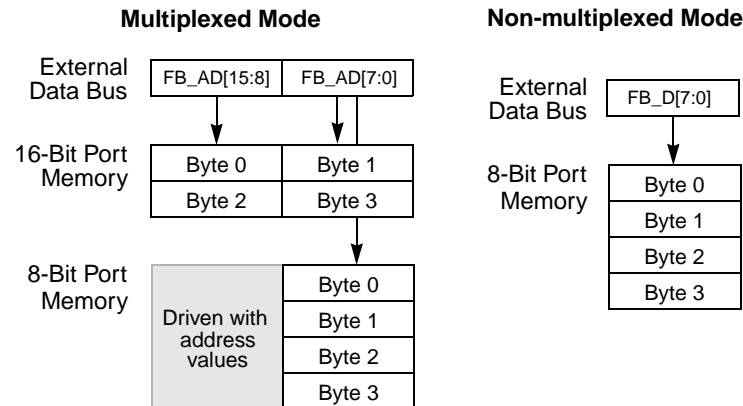 Multiplexed Mode
External
Data Bus
FB_AD[15:8]
FB_AD[7:0]
16-Bit Port
Memory
Byte 0
Byte 1
Byte 2
Byte 3
8-Bit Port
Memory
Driven with
address
values
Byte 0
Byte 1
Byte 2
Byte 3
Non-multiplexed Mode
External
Data Bus
FB_D[7:0]
8-Bit Port
Memory
Byte 0
Byte 1
Byte 2
Byte 3